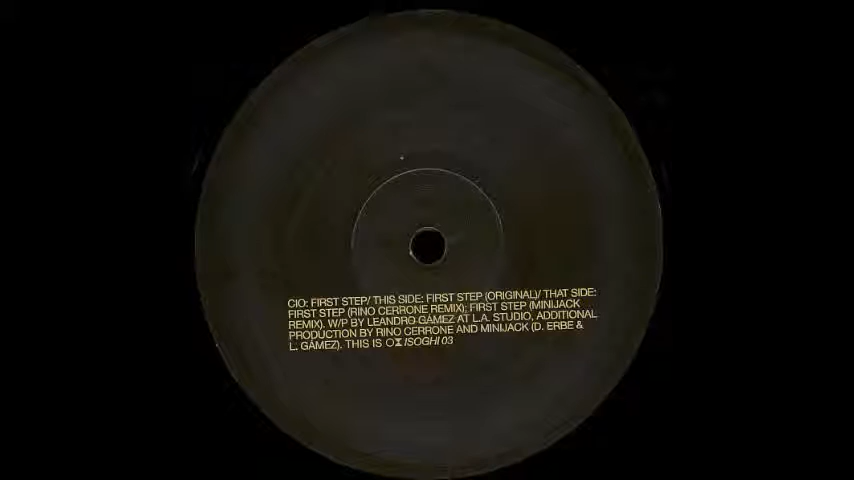 CIO: FIRST STEP/ THIS SIDE: FIRST STEP (ORIGINAL)/ THAT SIDE:
FIRST STEP (RINO CERRONE REMIX); FIRST STEP (MINIJACK
REMIX). W/P BY LEANDRO GÁMEZ AT L.A. STUDIO, ADDITIONAL
PRODUCTION BY RINO CERRONE AND MINIJACK (D. ERBE &
L. GÁMEZ). THIS IS ISOGHI 03